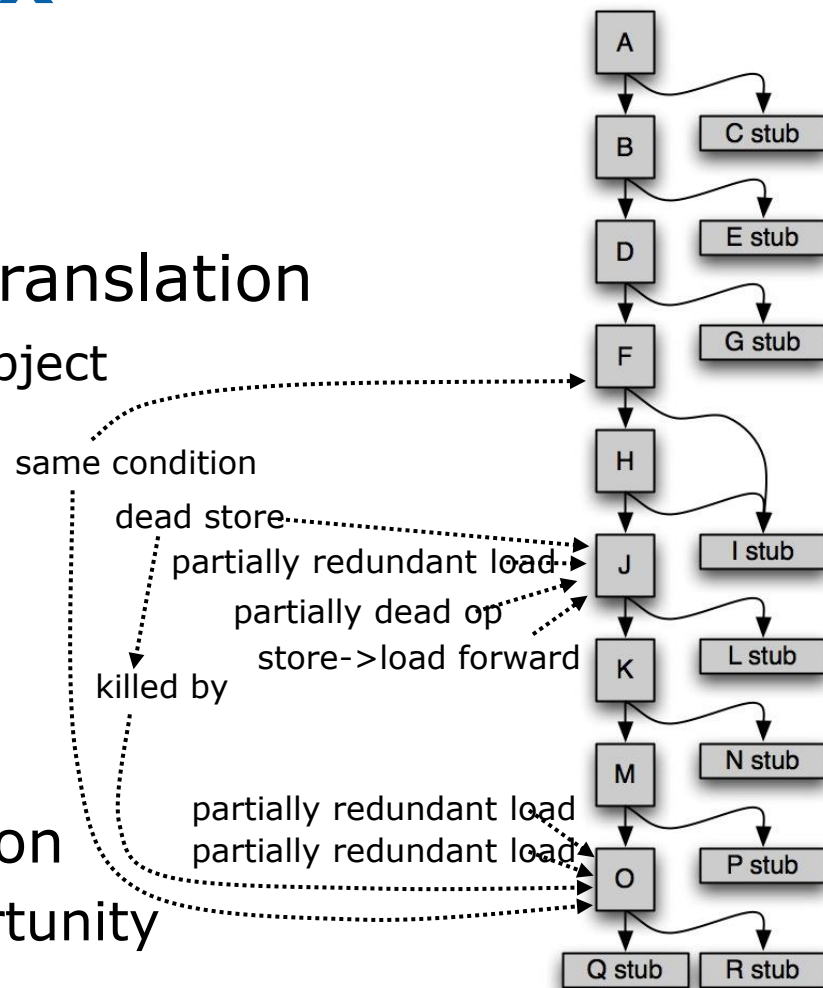 A
C stub
B
E stub
D
ranslation
G stub
bject
F
same condition
H
dead store
partially redundant load
J
I stub
partially dead op
store->load forward
L stub
K
killed by
N stub
M
partially redundant load
on
partially redundant load
P stub
O
rtunity
Q stub
R stub